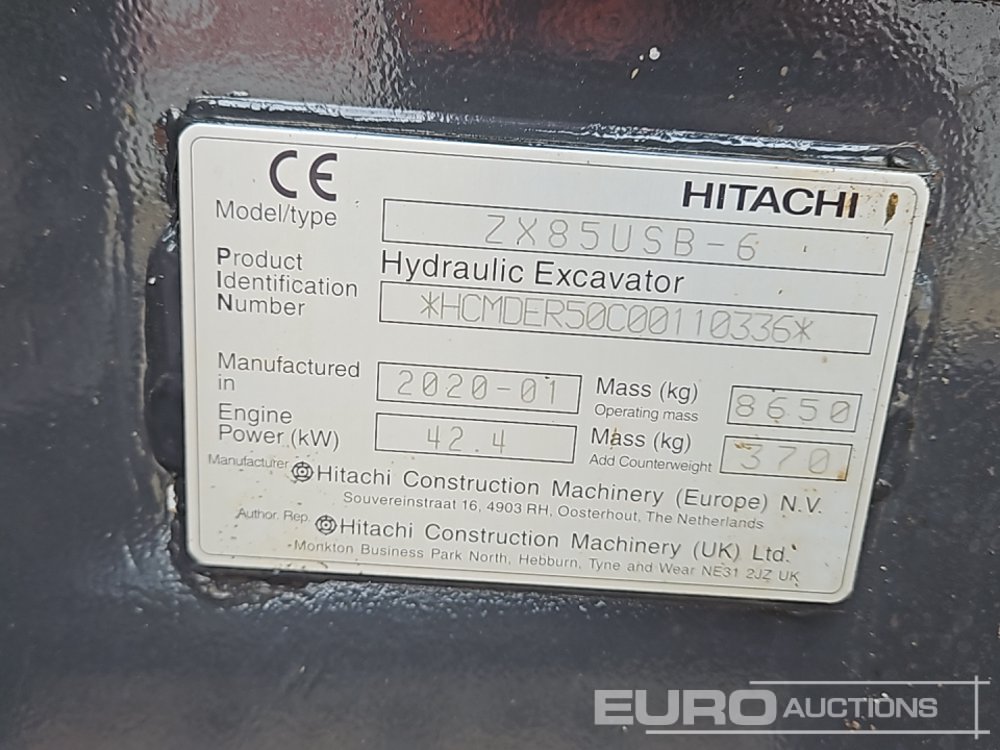 CE HITACHI
Model/type ZX85USB-6
Hydraulic Excavator
Product
Identification
Number *HCMDER50C00110336*
Manufactured
in 2020-01 Mass (kg)
Operating mass 8650
Engine
Power (kW) 42.4 Mass (kg)
Add Counterweight 370
Manufacturer Hitachi Construction Machinery (Europe) N.V.
Souvereinstraat 16, 4903 RH, Oosterhout, The Netherlands
Author. Rep. Hitachi Construction Machinery (UK) Ltd.
Monkton Business Park North, Hebburn, Tyne and Wear NE31 2JZ UK
EURO AUCTIONS